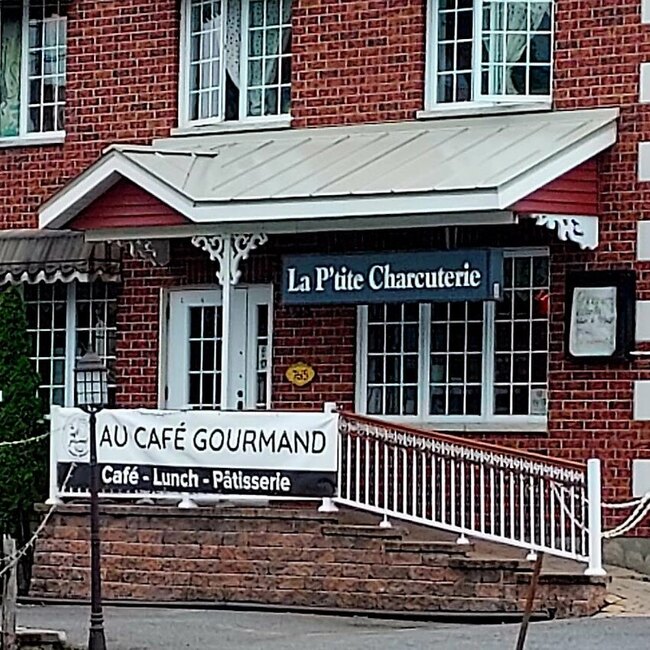 La P'tite Charcuterie
AU CAFÉ GOURMAND
Café - Lunch - Pâtisserie